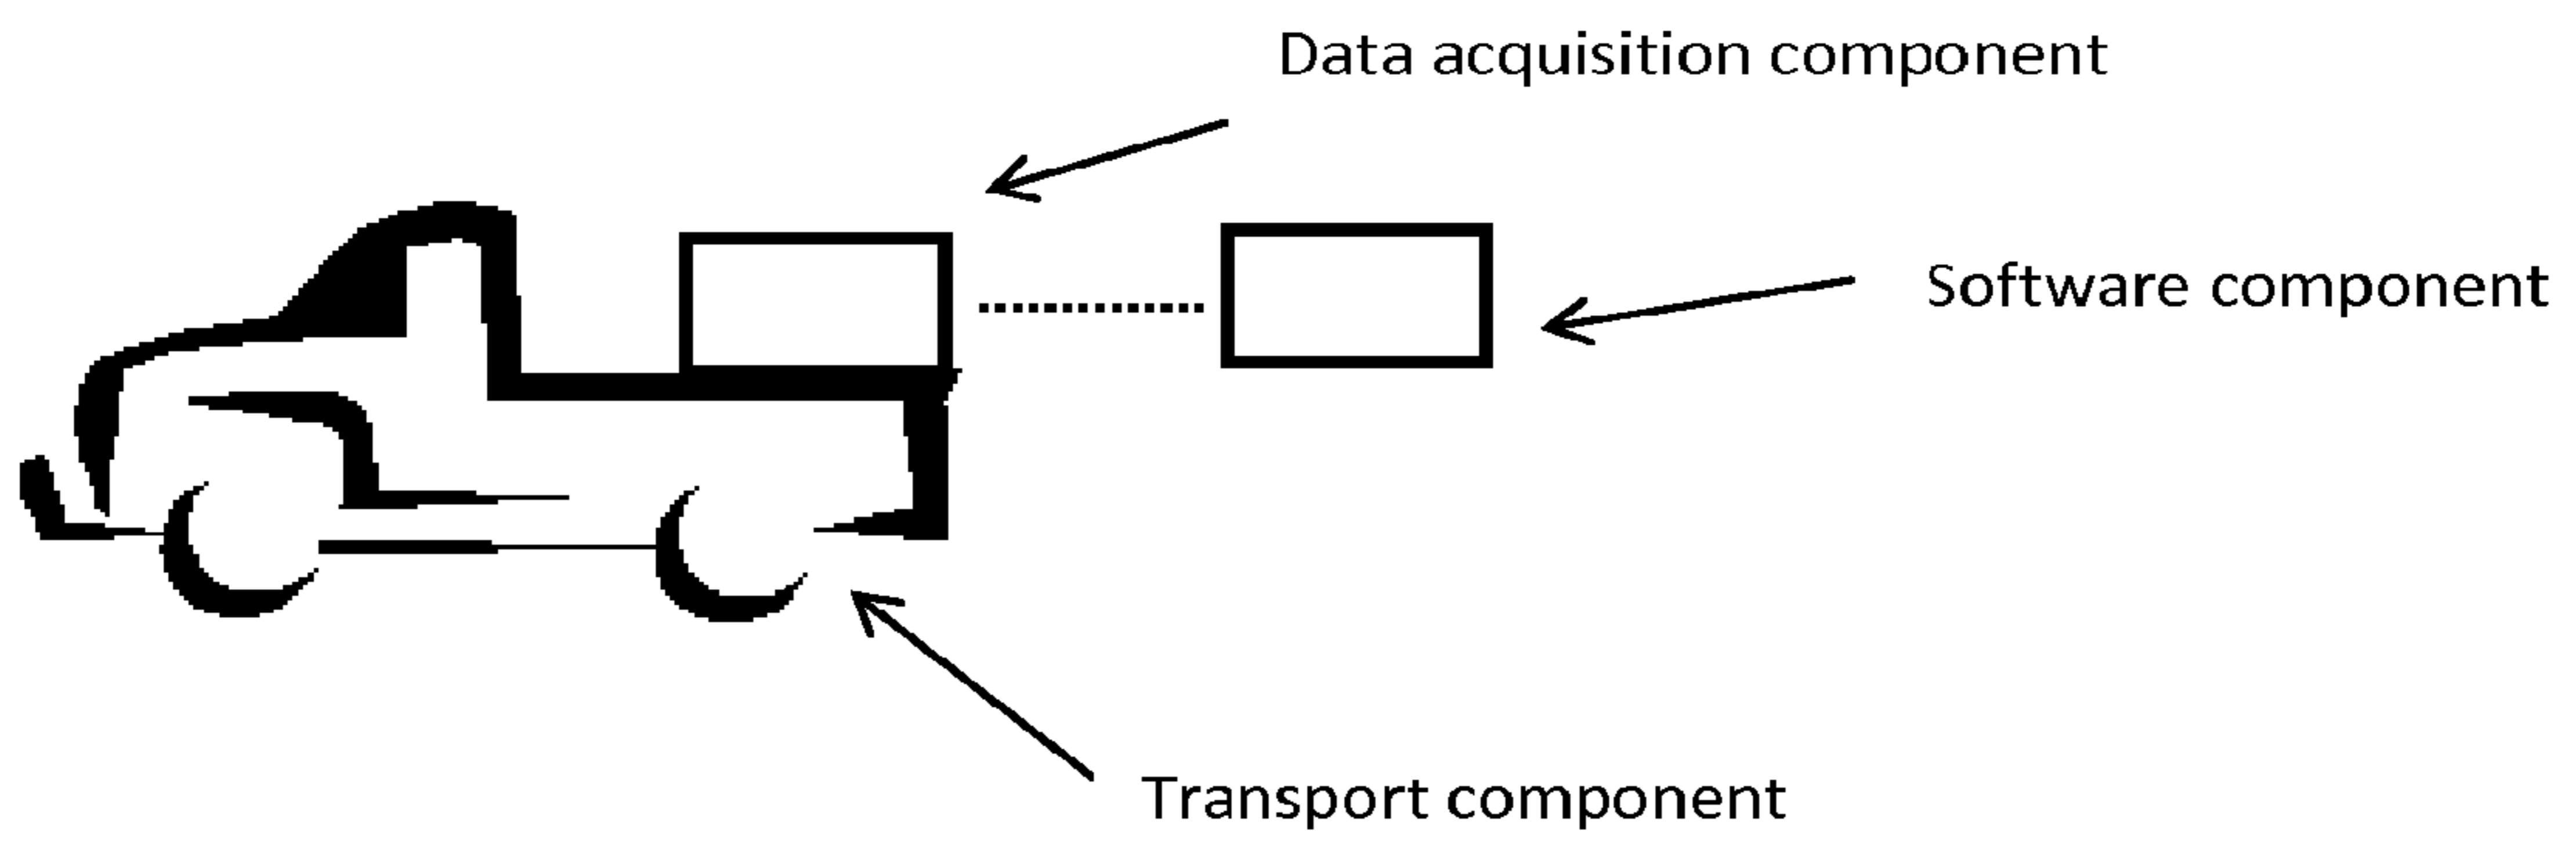 Data acquisition component
Software component
Transport component